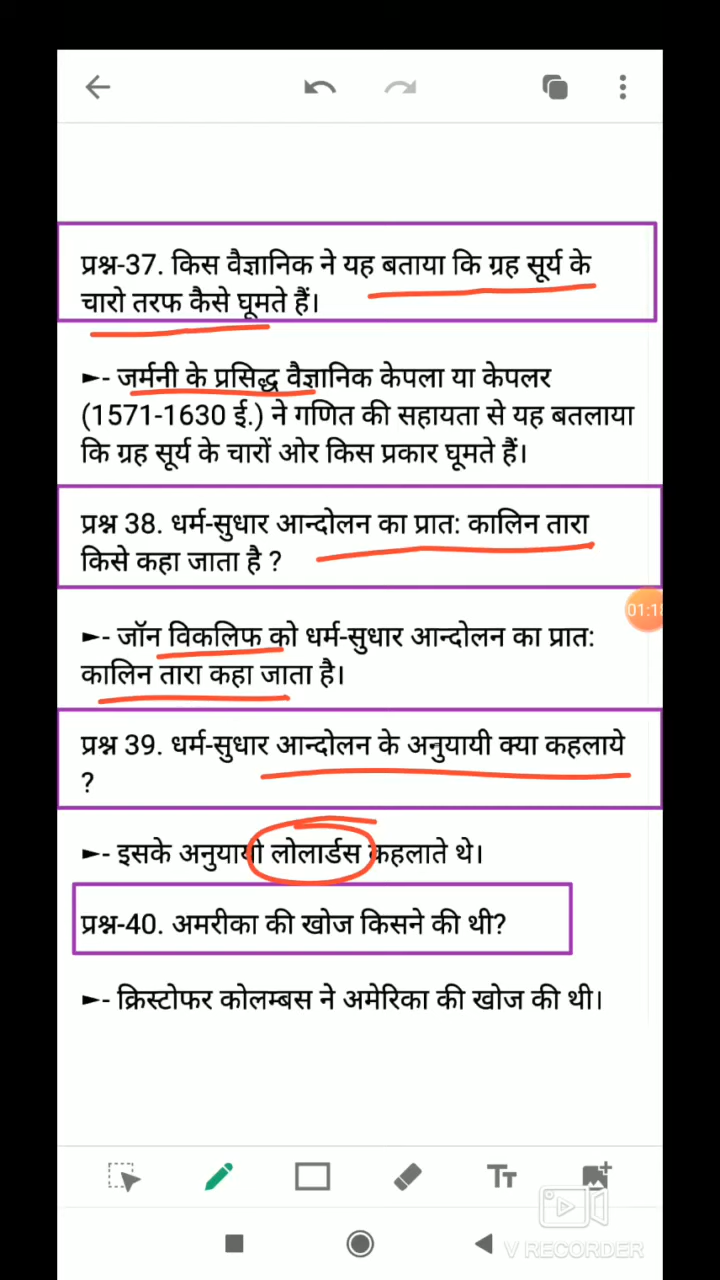 प्रश्न-37. किस वैज्ञानिक ने यह बताया कि ग्रह सूर्य के
चारो तरफ कैसे घूमते हैं।
►- जर्मनी के प्रसिद्ध वैज्ञानिक केपला या केपलर
(1571-1630 ई.) ने गणित की सहायता से यह बतलाया
कि ग्रह सूर्य के चारों ओर किस प्रकार घूमते हैं।
प्रश्न 38. धर्म-सुधार आन्दोलन का प्रात: कालिन तारा
किसे कहा जाता है ?
01:18
►- जॉन विकलिफ को धर्म-सुधार आन्दोलन का प्रात:
कालिन तारा कहा जाता है।
प्रश्न 39. धर्म-सुधार आन्दोलन के अनुयायी क्या कहलाये
?
►- इसके अनुयायी लोलार्डस कहलाते थे।
प्रश्न-40. अमरीका की खोज किसने की थी?
►- क्रिस्टोफर कोलम्बस ने अमेरिका की खोज की थी।
Tт
V RECORDER